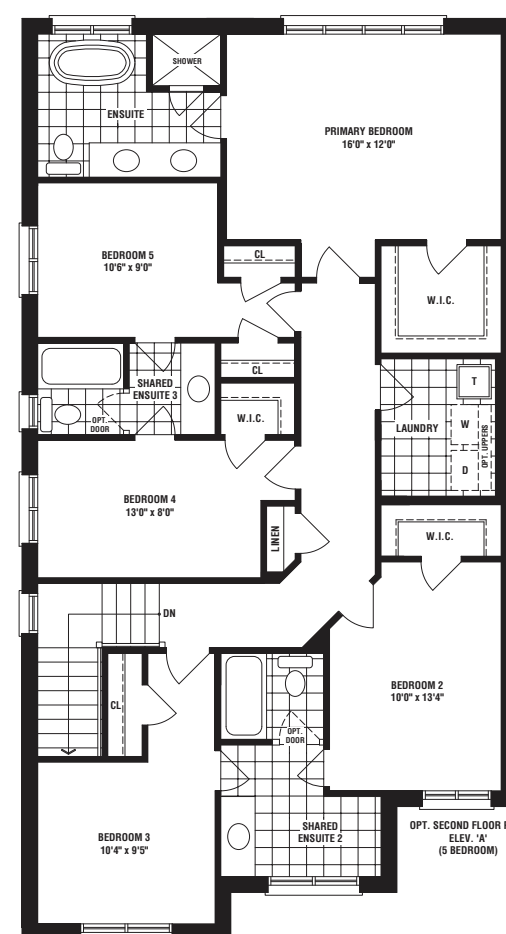 SHOWER
ENSUITE
PRIMARY BEDROOM
16'0" x 12'0"
BEDROOM 5
10'6" x 9'0"
CL
W.I.C.
CL
SHARED
ENSUITE 3
OPT.
DOOR
W.I.C.
T
LAUNDRY
W
D
OPT. UPPERS
BEDROOM 4
13'0" x 8'0"
LINEN
W.I.C.
DN
CL
BEDROOM 2
10'0" x 13'4"
OPT.
DOOR
BEDROOM 3
10'4" x 9'5"
SHARED
ENSUITE 2
OPT. SECOND FLOOR
ELEV. 'A'
(5 BEDROOM)